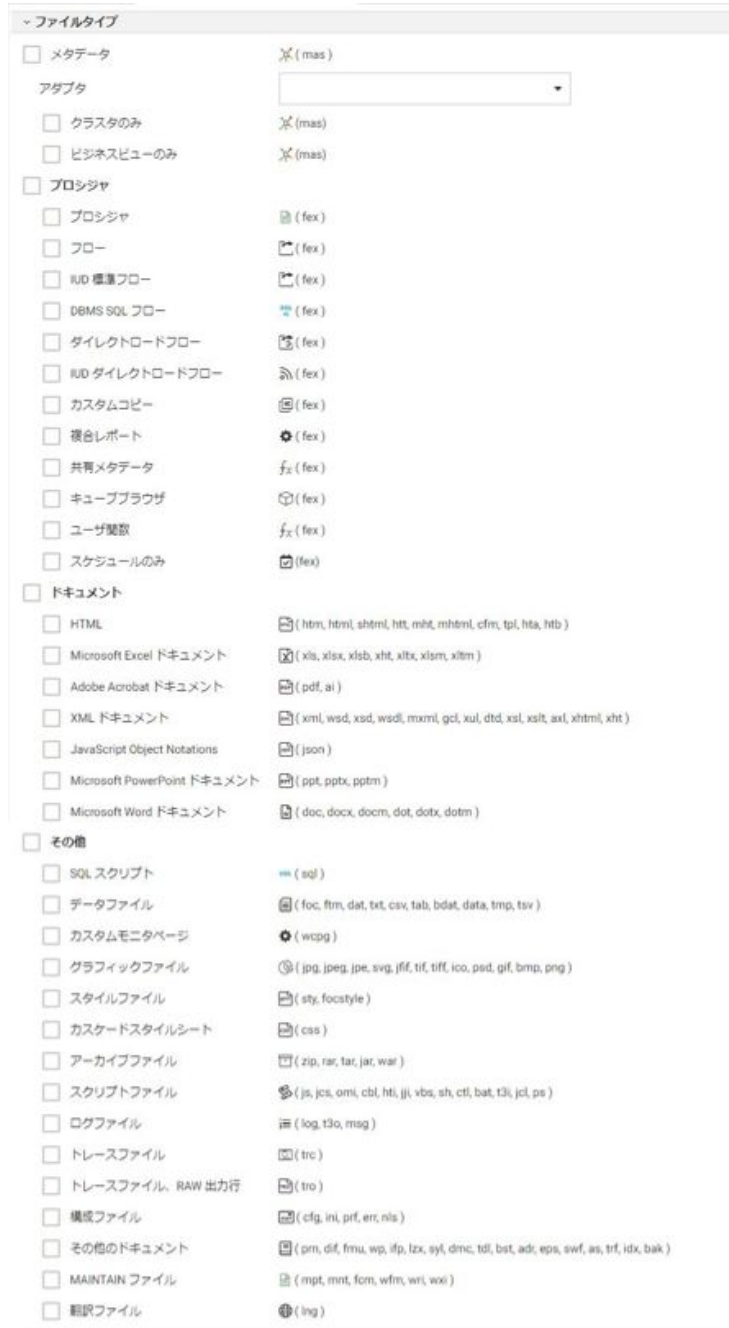 ファイルタイプ
メタデータ ( mas )
アダプタ
クラスタのみ (mas)
ビジネスビューのみ (mas)
プロシジャ
プロシジャ ( fex )
フロー ( fex )
IUD 標準フロー ( fex )
DBMS SQL フロー ( fex )
ダイレクトロードフロー ( fex )
IUD ダイレクトロードフロー ( fex )
カスタムコピー ( fex )
複合レポート ( fex )
共有メタデータ ( fex )
キューブブラウザ ( fex )
ユーザ関数 ( fex )
スケジュールのみ (fex)
ドキュメント
HTML ( htm, html, shtml, htt, mht, mhtml, cfm, tpl, hta, htb )
Microsoft Excel ドキュメント ( xls, xlsx, xlsb, xht, xltx, xlsm, xltm )
Adobe Acrobat ドキュメント ( pdf, ai )
XML ドキュメント ( xml, wsd, xsd, wsdl, mxml, gcl, xul, dtd, xsl, xslt, axl, xhtml, xht )
JavaScript Object Notations ( json )
Microsoft PowerPoint ドキュメント ( ppt, pptx, pptm )
Microsoft Word ドキュメント ( doc, docx, docm, dot, dotx, dotm )
その他
SQL スクリプト ( sql )
データファイル ( foc, ftm, dat, txt, csv, tab, bdat, data, tmp, tsv )
カスタムモニタページ ( wcpg )
グラフィックファイル ( jpg, jpeg, jpe, svg, jfif, tif, tiff, ico, psd, gif, bmp, png )
スタイルファイル ( sty, focstyle )
カスケードスタイルシート ( css )
アーカイブファイル ( zip, rar, tar, jar, war )
スクリプトファイル ( js, jcs, omi, cbl, hti, jji, vbs, sh, ctl, bat, t3i, jcl, ps )
ログファイル ( log, t3o, msg )
トレースファイル ( trc )
トレースファイル、RAW 出力行 ( tro )
構成ファイル ( cfg, ini, prf, err, nls )
その他のドキュメント ( prn, dif, fmu, wp, ifp, lzx, syl, dmc, tdl, bst, adr, eps, swf, as, trf, idx, bak )
MAINTAIN ファイル ( mpt, mnt, fcm, wfm, wri, wxi )
翻訳ファイル ( lng )